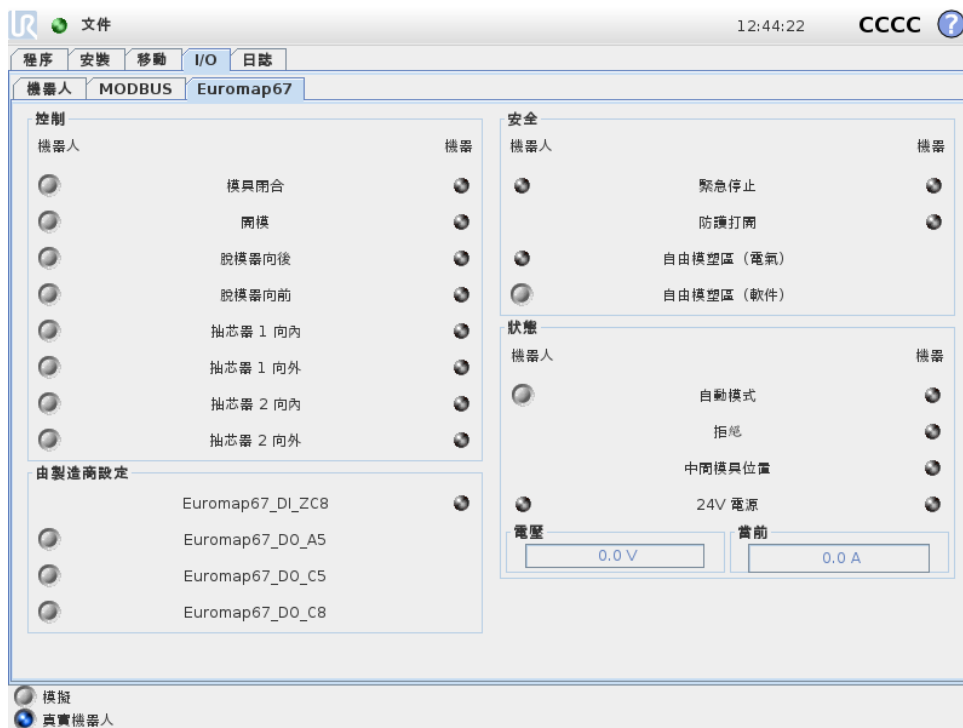 UR 文件 12:44:22 CCCC ?
程序 安裝 移動 I/O 日誌
機器人 MODBUS Euromap67
控制
機器人 機器
模具閉合
開模
脫模器向後
脫模器向前
抽芯器 1 向內
抽芯器 1 向外
抽芯器 2 向內
抽芯器 2 向外
由製造商設定
Euromap67_DI_ZC8
Euromap67_DO_A5
Euromap67_DO_C5
Euromap67_DO_C8
安全
機器人 機器
緊急停止
防護打開
自由模塑區（電氣）
自由模塑區（軟件）
狀態
機器人 機器
自動模式
拒絕
中間模具位置
24V 電源
電壓 當前
0.0 V 0.0 A
模擬
真實機器人